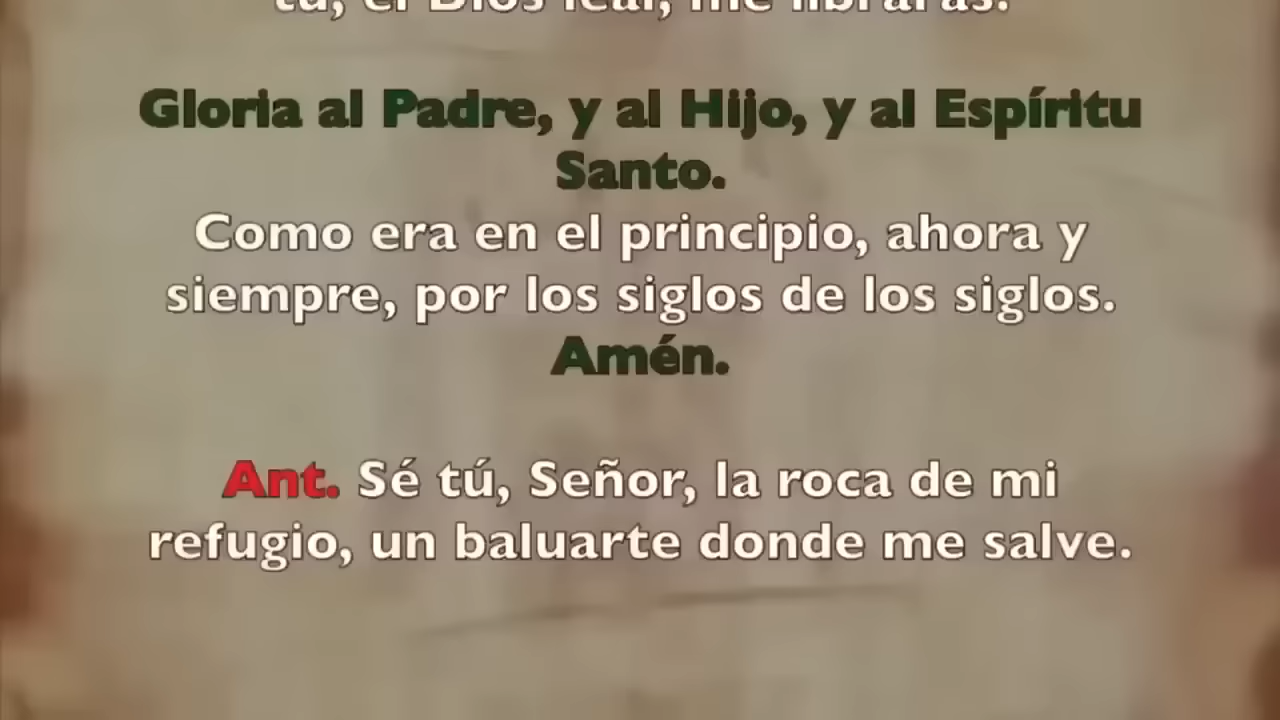 tú, el Dios leal, me librarás.
Gloria al Padre, y al Hijo, y al Espíritu
Santo.
Como era en el principio, ahora y
siempre, por los siglos de los siglos.
Amén.
Ant. Sé tú, Señor, la roca de mi
refugio, un baluarte donde me salve.